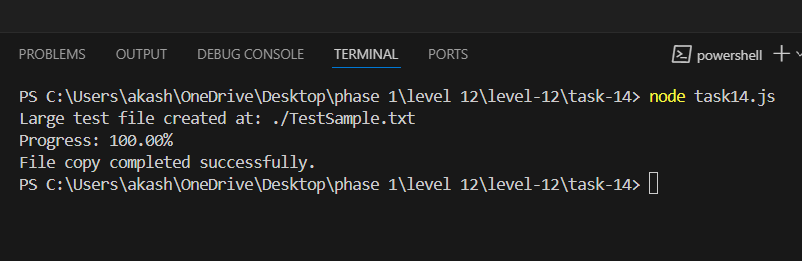 PROBLEMS OUTPUT DEBUG CONSOLE TERMINAL PORTS powershell
PS C:\Users\akash\OneDrive\Desktop\phase 1\level 12\level-12\task-14> node task14.js
Large test file created at: ./TestSample.txt
Progress: 100.00%
File copy completed successfully.
PS C:\Users\akash\OneDrive\Desktop\phase 1\level 12\level-12\task-14>